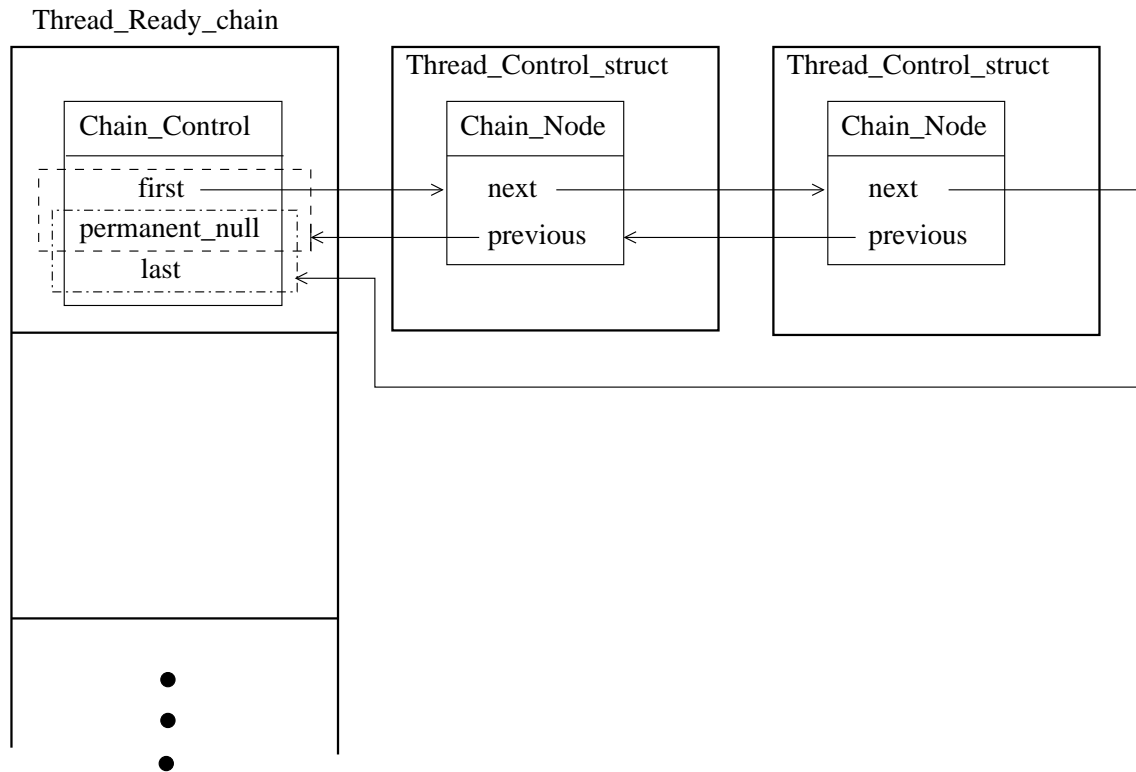 Thread_Ready_chain
Thread_Control_struct
Thread_Control_struct
Chain_Control
first
permanent_null
last
Chain_Node
next
previous
Chain_Node
next
previous